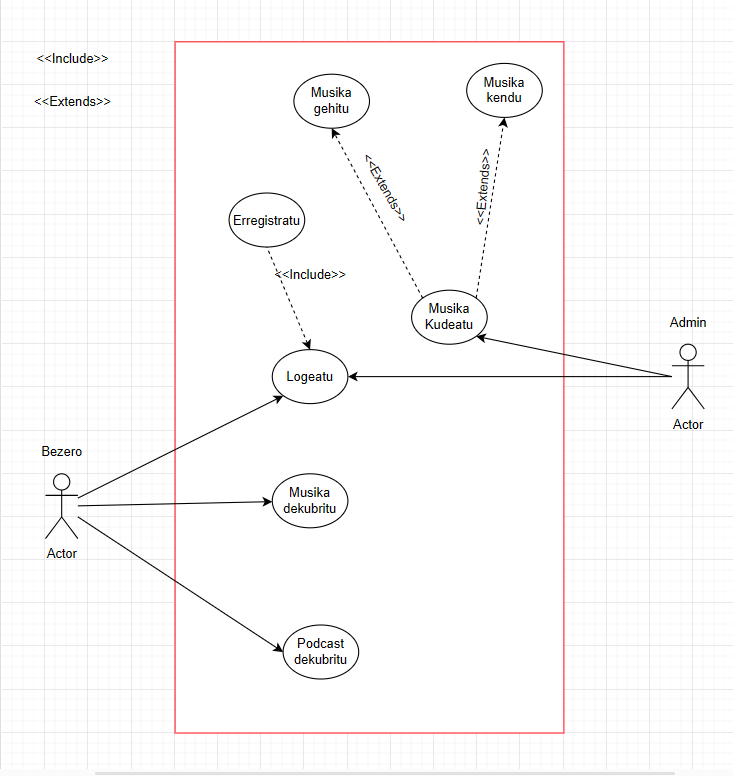 <<Include>>
<<Extends>>
Musika
gehitu
Musika
kendu
<<Extends>>
<<Extends>>
Erregistratu
<<Include>>
Musika
Kudeatu
Admin
Actor
Logeatu
Bezero
Actor
Musika
dekubritu
Podcast
dekubritu